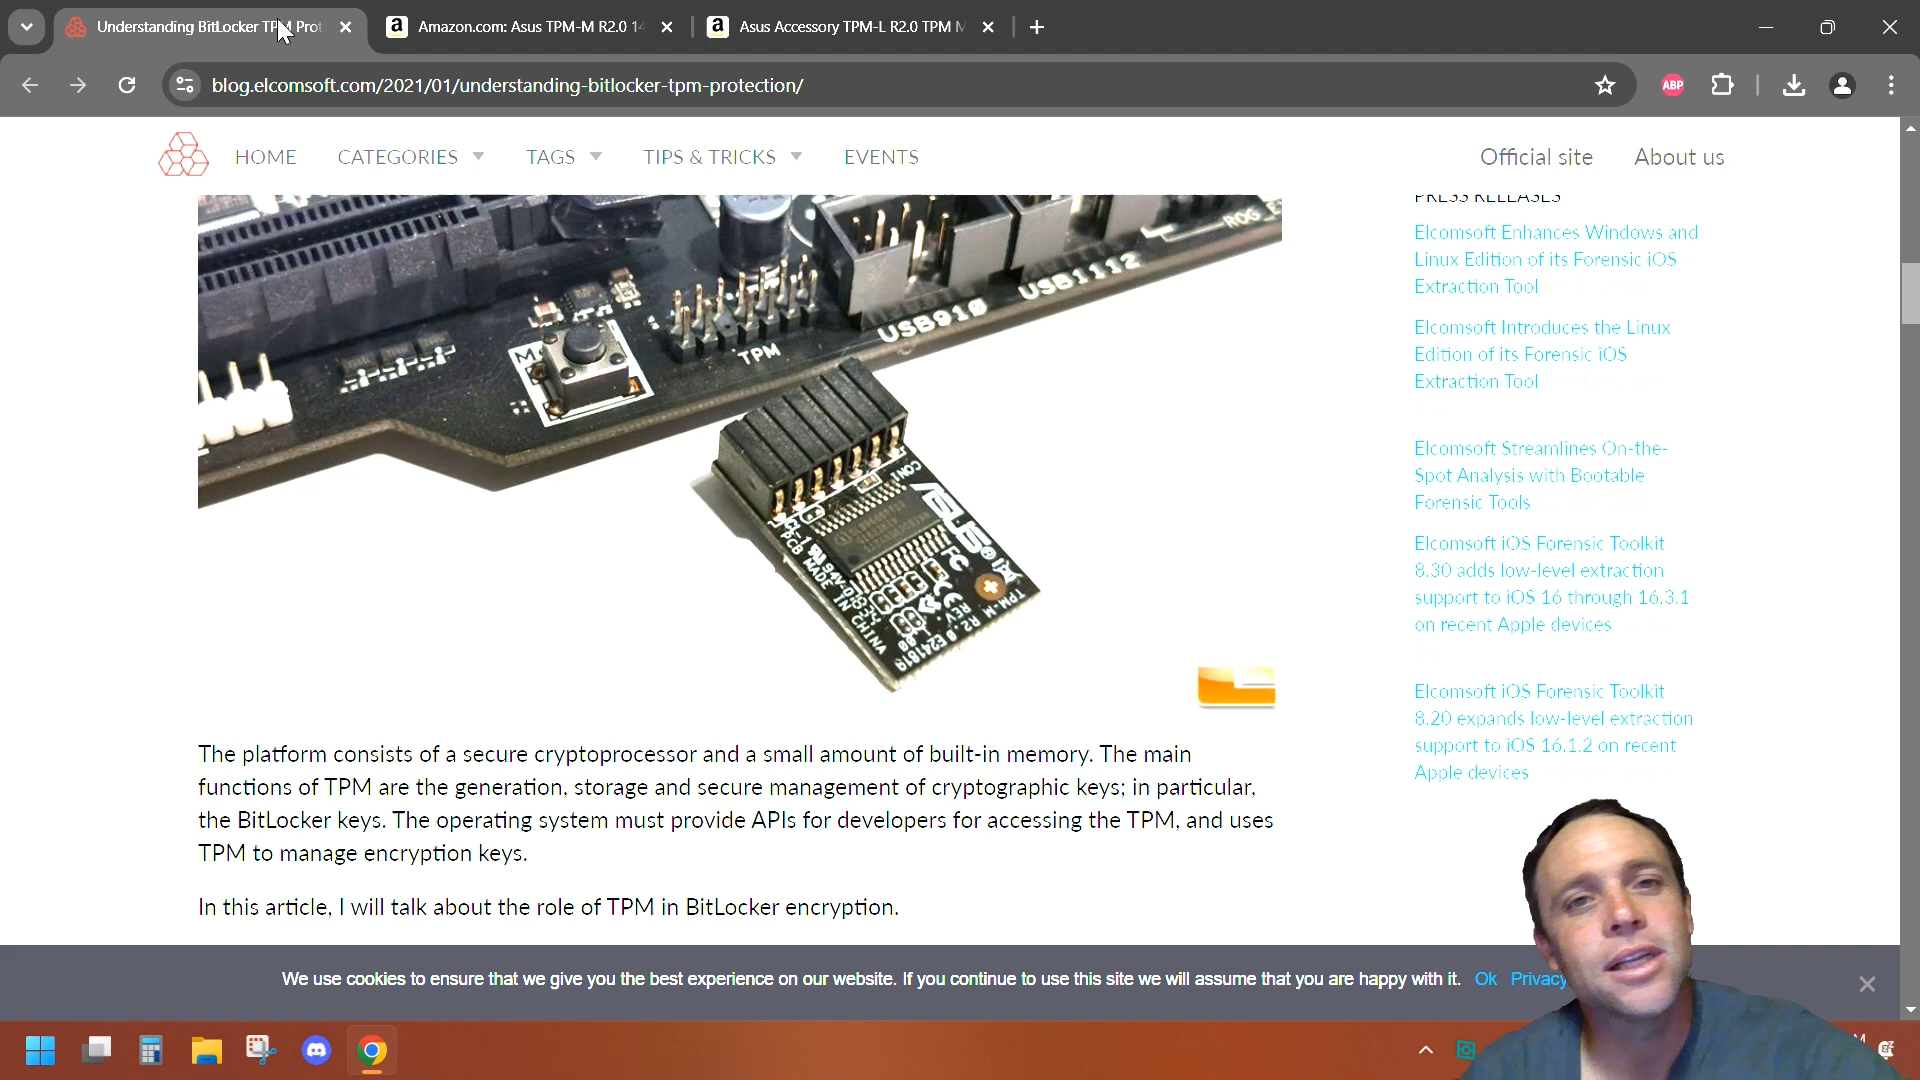 Understanding BitLocker TPM Prot
Amazon.com: Asus TPM-M R2.0 14
Asus Accessory TPM-L R2.0 TPM M
blog.elcomsoft.com/2021/01/understanding-bitlocker-tpm-protection/
ABP
HOME
CATEGORIES
TAGS
TIPS & TRICKS
EVENTS
Official site
About us
PRESS RELEASES
Elcomsoft Enhances Windows and
Linux Edition of its Forensic iOS
Extraction Tool
Elcomsoft Introduces the Linux
Edition of its Forensic iOS
Extraction Tool
Elcomsoft Streamlines On-the-
Spot Analysis with Bootable
Forensic Tools
Elcomsoft iOS Forensic Toolkit
8.30 adds low-level extraction
support to iOS 16 through 16.3.1
on recent Apple devices
Elcomsoft iOS Forensic Toolkit
8.20 expands low-level extraction
support to iOS 16.1.2 on recent
Apple devices
USB1112
USB910
TPM
CON1
ASUS
PCB MADE IN CHINA
TPM-M
R2.0
REV.
E241819
The platform consists of a secure cryptoprocessor and a small amount of built-in memory. The main
functions of TPM are the generation, storage and secure management of cryptographic keys; in particular,
the BitLocker keys. The operating system must provide APIs for developers for accessing the TPM, and uses
TPM to manage encryption keys.
In this article, I will talk about the role of TPM in BitLocker encryption.
We use cookies to ensure that we give you the best experience on our website. If you continue to use this site we will assume that you are happy with it. Ok Privacy